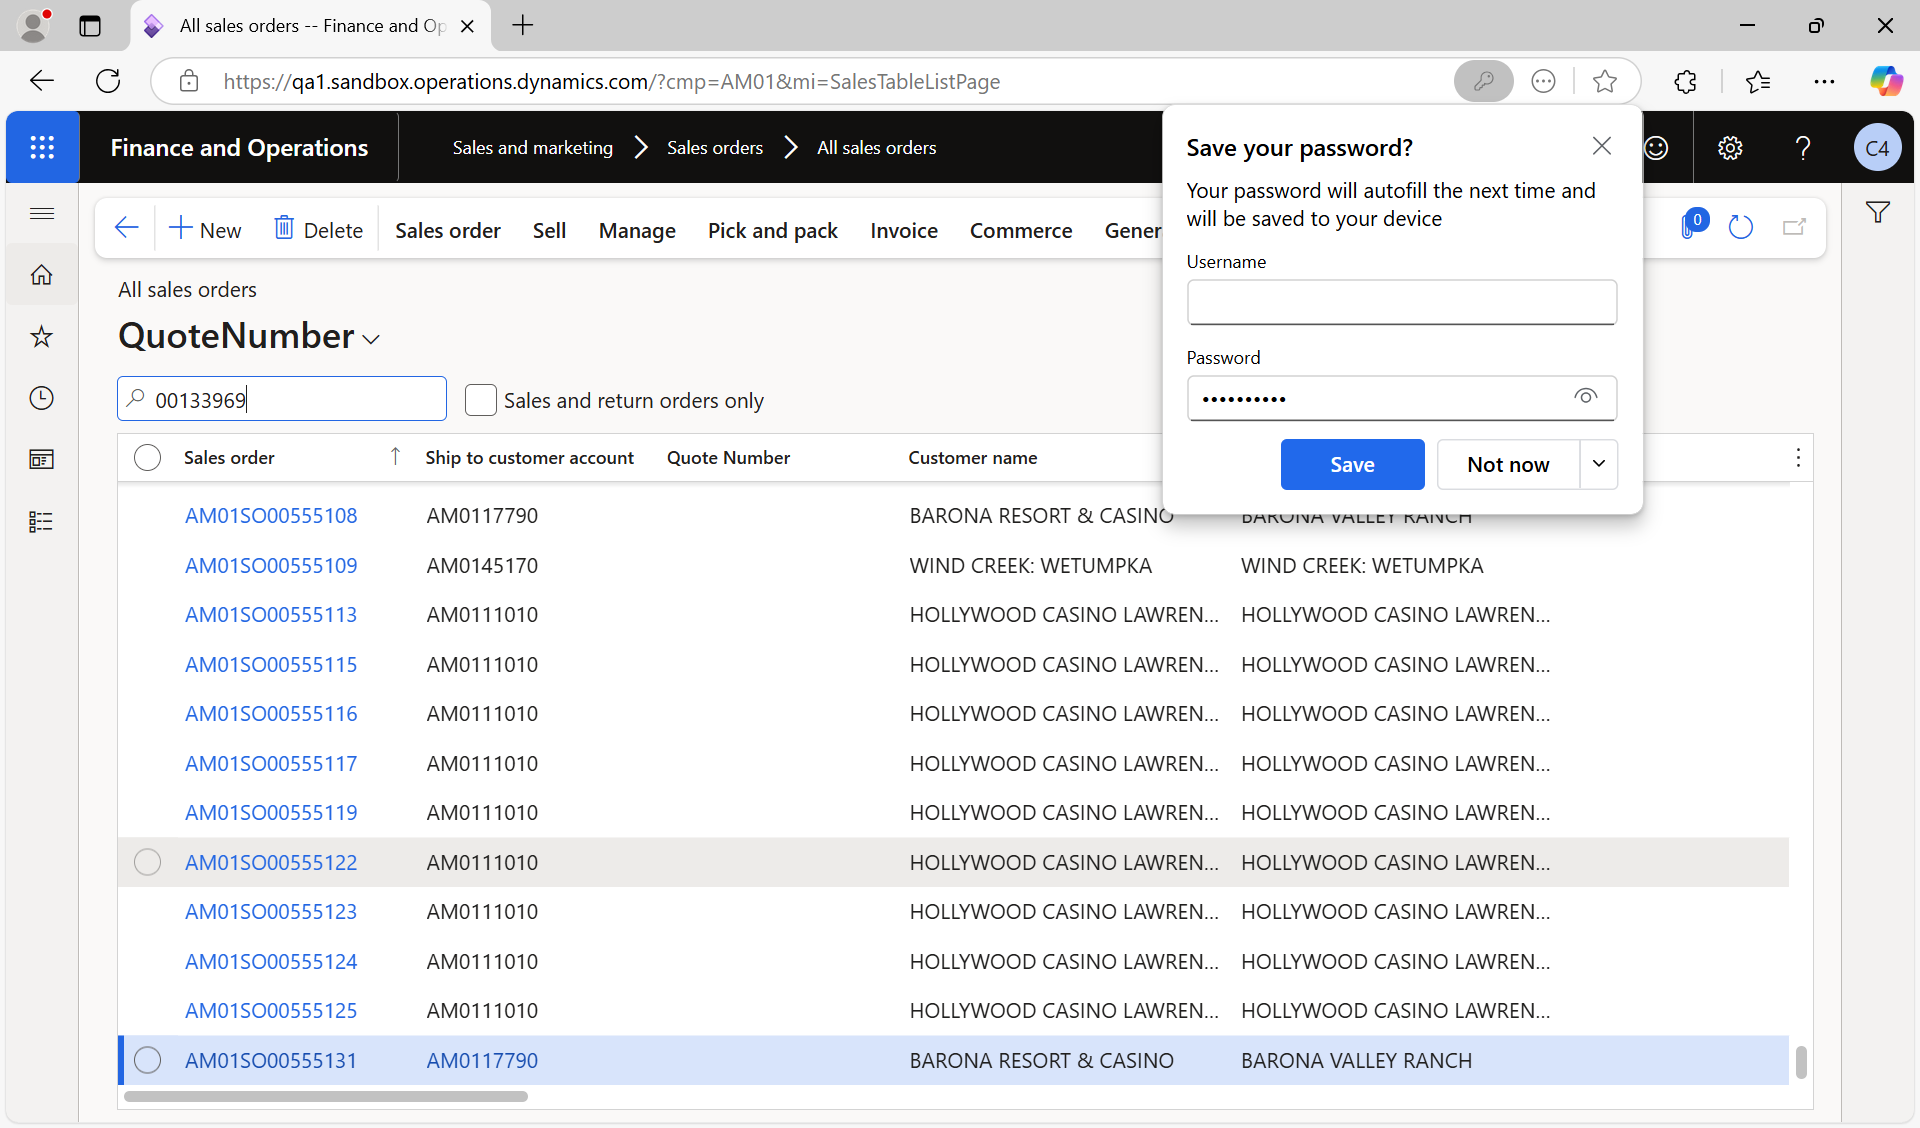 All sales orders -- Finance and Op
https://qa1.sandbox.operations.dynamics.com/?cmp=AM01&mi=SalesTableListPage
Finance and Operations
Sales and marketing
Sales orders
All sales orders
C4
New
Delete
Sales order
Sell
Manage
Pick and pack
Invoice
Commerce
Gener
0
Save your password?
Your password will autofill the next time and
will be saved to your device
Username
Password
••••••••••
Save
Not now
All sales orders
QuoteNumber
00133969
Sales and return orders only
Sales order ↑ Ship to customer account Quote Number Customer name
AM01SO00555108 AM0117790 BARONA RESORT & CASINO BARONA VALLEY RANCH
AM01SO00555109 AM0145170 WIND CREEK: WETUMPKA WIND CREEK: WETUMPKA
AM01SO00555113 AM0111010 HOLLYWOOD CASINO LAWREN... HOLLYWOOD CASINO LAWREN...
AM01SO00555115 AM0111010 HOLLYWOOD CASINO LAWREN... HOLLYWOOD CASINO LAWREN...
AM01SO00555116 AM0111010 HOLLYWOOD CASINO LAWREN... HOLLYWOOD CASINO LAWREN...
AM01SO00555117 AM0111010 HOLLYWOOD CASINO LAWREN... HOLLYWOOD CASINO LAWREN...
AM01SO00555119 AM0111010 HOLLYWOOD CASINO LAWREN... HOLLYWOOD CASINO LAWREN...
AM01SO00555122 AM0111010 HOLLYWOOD CASINO LAWREN... HOLLYWOOD CASINO LAWREN...
AM01SO00555123 AM0111010 HOLLYWOOD CASINO LAWREN... HOLLYWOOD CASINO LAWREN...
AM01SO00555124 AM0111010 HOLLYWOOD CASINO LAWREN... HOLLYWOOD CASINO LAWREN...
AM01SO00555125 AM0111010 HOLLYWOOD CASINO LAWREN... HOLLYWOOD CASINO LAWREN...
AM01SO00555131 AM0117790 BARONA RESORT & CASINO BARONA VALLEY RANCH